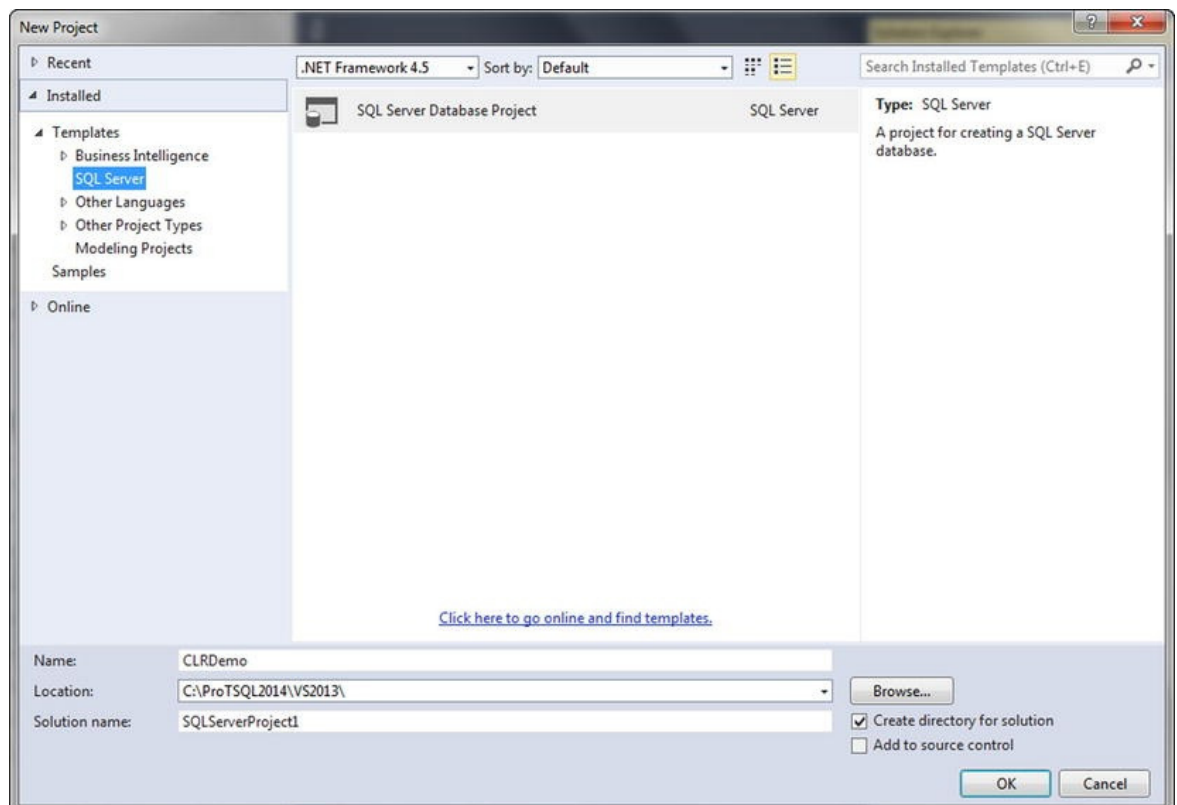 New Project
Recent
.NET Framework 4.5
Sort by: Default
Search Installed Templates (Ctrl+E)
Installed
Templates
Business Intelligence
SQL Server
Other Languages
Other Project Types
Modeling Projects
Samples
Online
SQL Server Database Project
SQL Server
Type: SQL Server
A project for creating a SQL Server
database.
Click here to go online and find templates.
Name:
CLRDemo
Location:
C:\ProTSQL2014\VS2013\
Browse...
Solution name:
SQLServerProject1
Create directory for solution
Add to source control
OK
Cancel